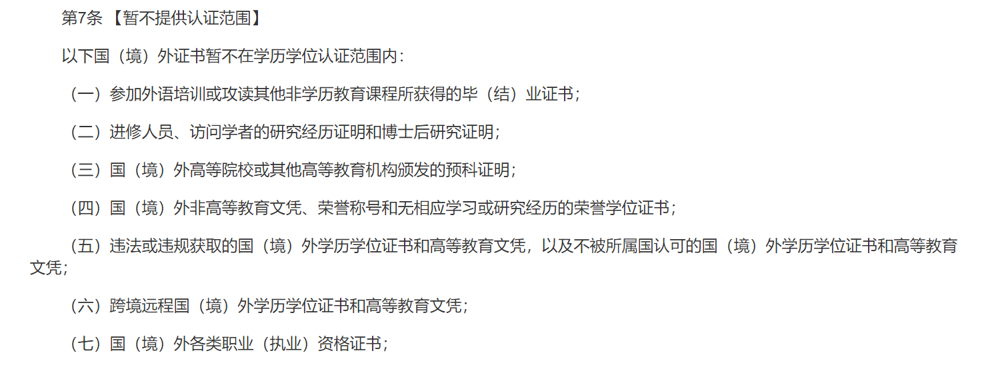 第7条 【暂不提供认证范围】
以下国（境）外证书暂不在学历学位认证范围内：
（一）参加外语培训或攻读其他非学历教育课程所获得的毕（结）业证书；
（二）进修人员、访问学者的研究经历证明和博士后研究证明；
（三）国（境）外高等院校或其他高等教育机构颁发的预科证明；
（四）国（境）外非高等教育文凭、荣誉称号和无相应学习或研究经历的荣誉学位证书；
（五）违法或违规获取的国（境）外学历学位证书和高等教育文凭，以及不被所属国认可的国（境）外学历学位证书和高等教育
文凭；
（六）跨境远程国（境）外学历学位证书和高等教育文凭；
（七）国（境）外各类职业（执业）资格证书；